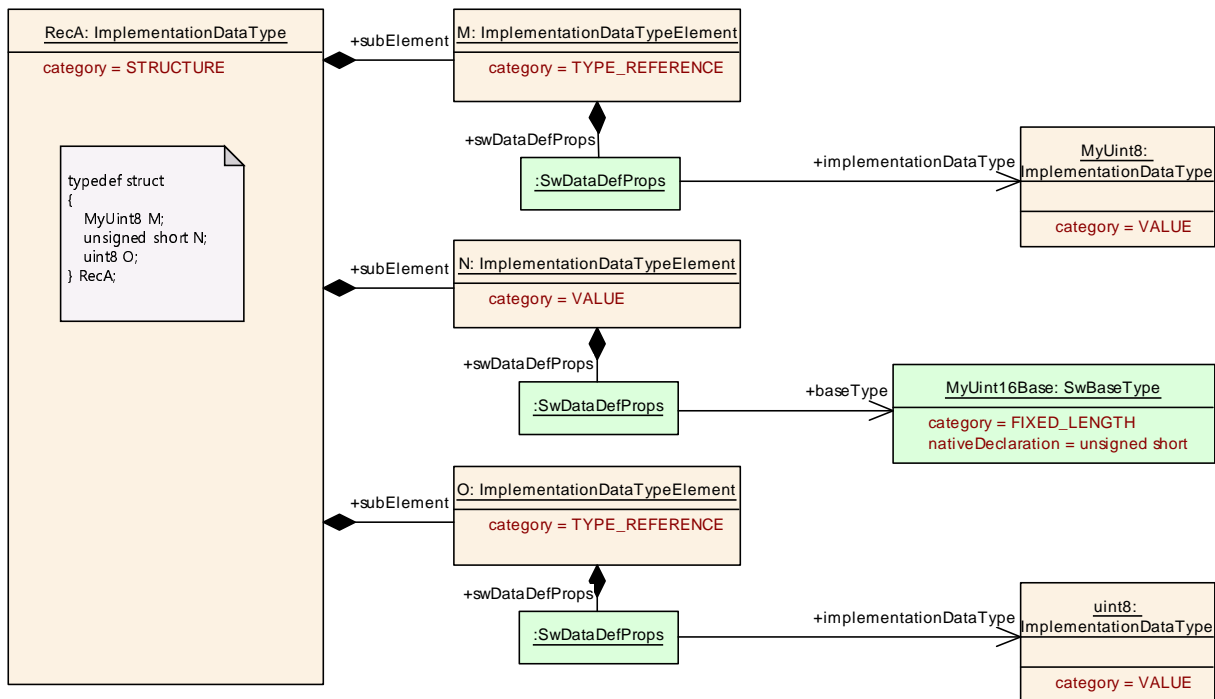 RecA: ImplementationDataType
category = STRUCTURE
typedef struct
{
MyUint8 M;
unsigned short N;
uint8 O;
} RecA;
+subElement
M: ImplementationDataTypeElement
category = TYPE_REFERENCE
+swDataDefProps
:SwDataDefProps
+implementationDataType
MyUint8:
ImplementationDataType
category = VALUE
+subElement
N: ImplementationDataTypeElement
category = VALUE
+swDataDefProps
:SwDataDefProps
+baseType
MyUint16Base: SwBaseType
category = FIXED_LENGTH
nativeDeclaration = unsigned short
+subElement
O: ImplementationDataTypeElement
category = TYPE_REFERENCE
+swDataDefProps
:SwDataDefProps
+implementationDataType
uint8:
ImplementationDataType
category = VALUE